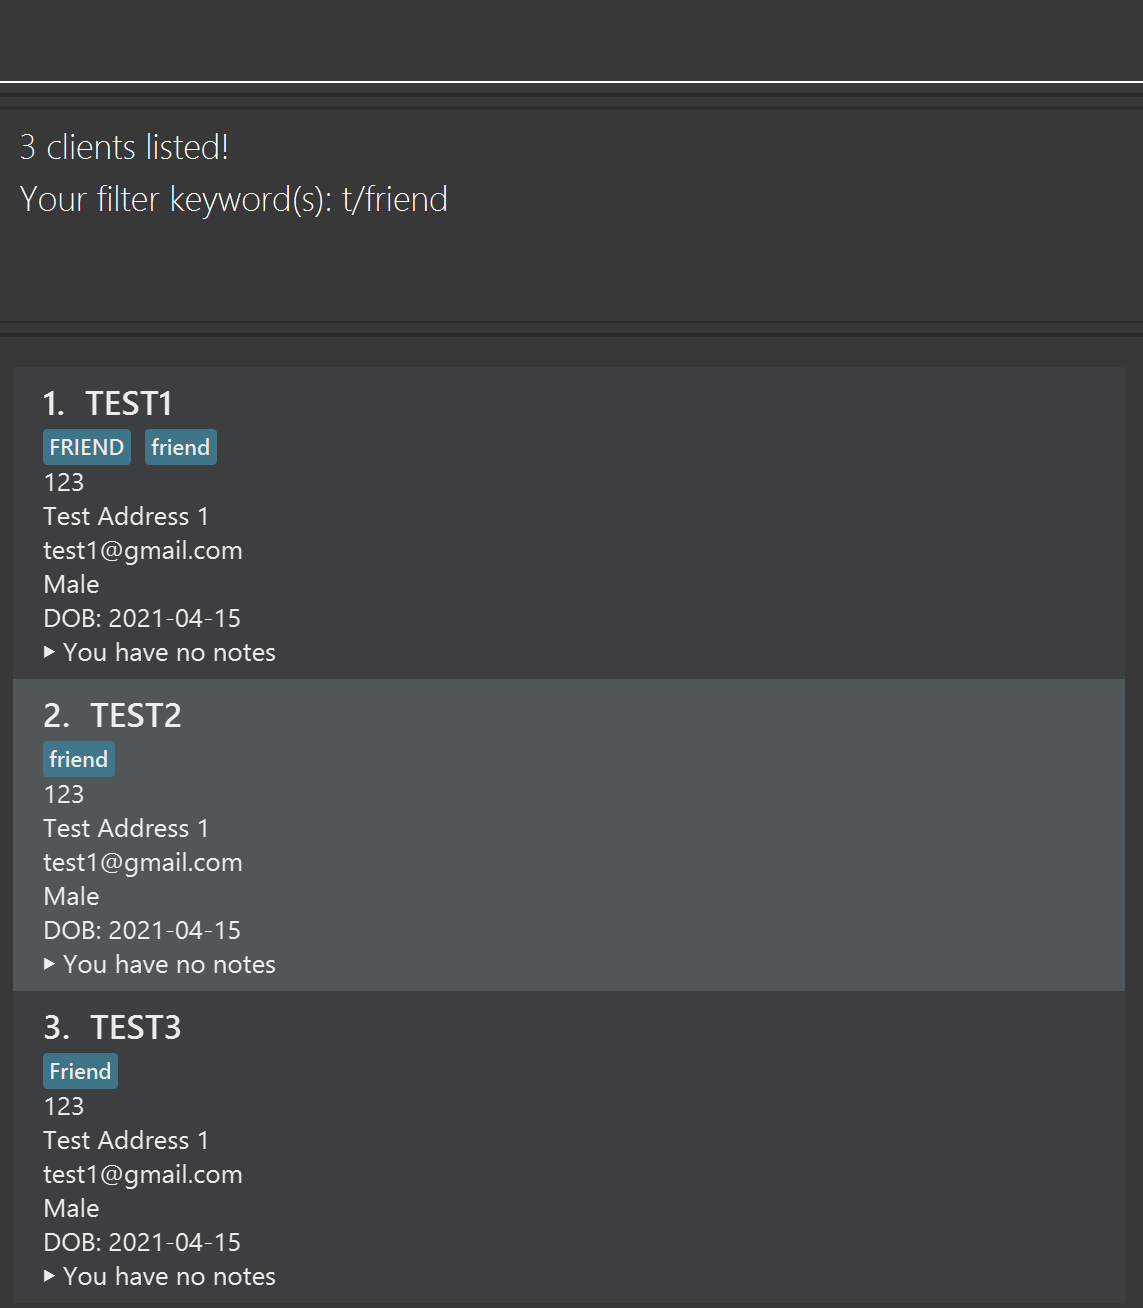 3 clients listed!
Your filter keyword(s): t/friend
1. TEST1
FRIEND friend
123
Test Address 1
test1@gmail.com
Male
DOB: 2021-04-15
You have no notes
2. TEST2
friend
123
Test Address 1
test1@gmail.com
Male
DOB: 2021-04-15
You have no notes
3. TEST3
Friend
123
Test Address 1
test1@gmail.com
Male
DOB: 2021-04-15
You have no notes